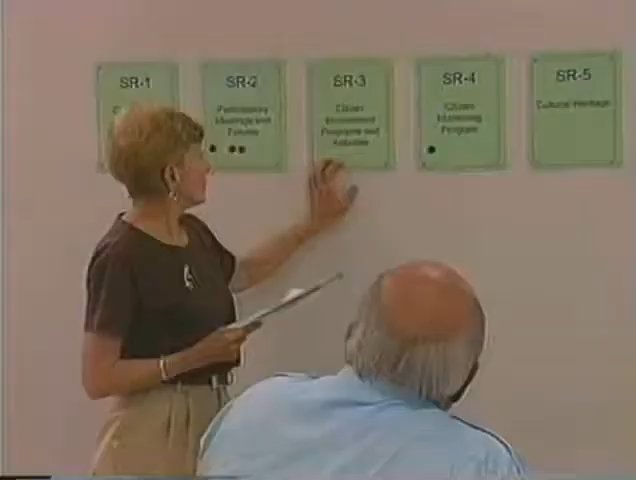 SR-1
SR-2
Participatory
Meetings and
Forums
SR-3
Citizen
Involvement
Programs and
Activities
SR-4
Citizen
Monitoring
Program
SR-5
Cultural Heritage